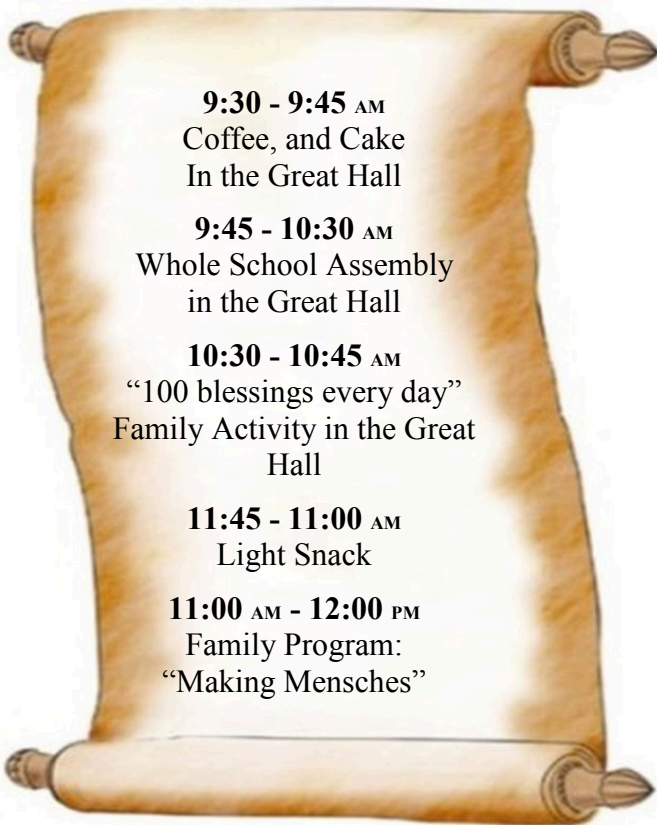 9:30 - 9:45 AM
Coffee, and Cake
In the Great Hall
9:45 - 10:30 AM
Whole School Assembly
in the Great Hall
10:30 - 10:45 AM
“100 blessings every day”
Family Activity in the Great
Hall
11:45 - 11:00 AM
Light Snack
11:00 AM - 12:00 PM
Family Program:
“Making Mensches”